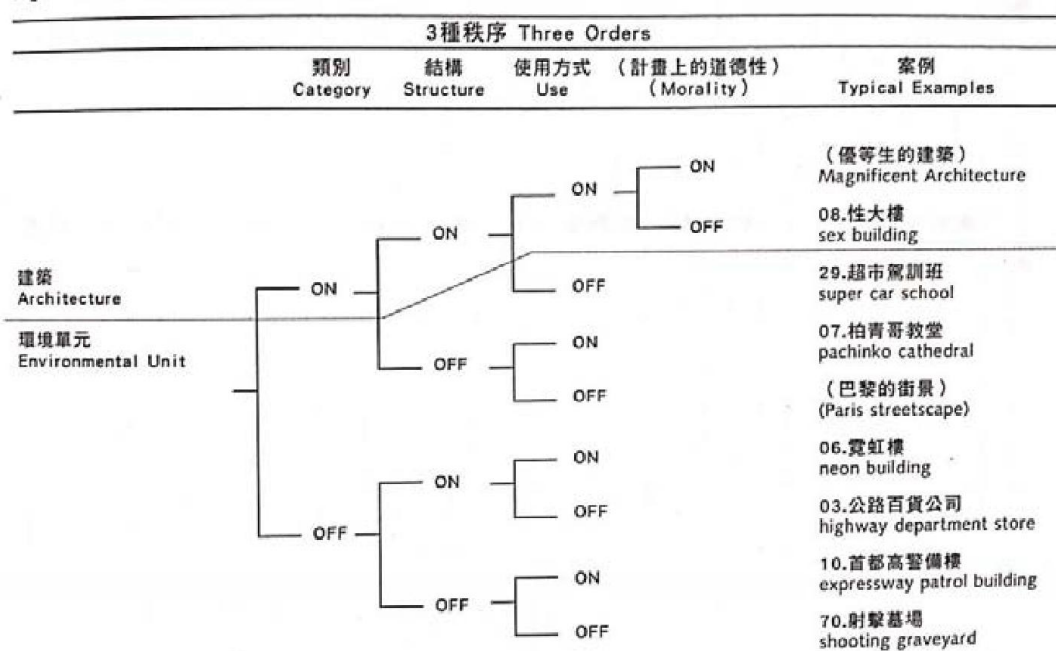 3種秩序 Three Orders
類別 結構 使用方式 (計畫上的道德性) 案例
Category Structure Use (Morality) Typical Examples
(優等生的建築)
ON Magnificent Architecture
ON
08.性大樓
ON OFF sex building
建築 29.超市駕訓班
Architecture ON OFF super car school
環境單元 07.柏青哥教堂
Environmental Unit ON pachinko cathedral
OFF
(巴黎的街景)
OFF (Paris streetscape)
06.霓虹樓
ON neon building
ON
03.公路百貨公司
OFF highway department store
OFF
10.首都高警備樓
ON expressway patrol building
OFF
70.射擊墓場
OFF shooting graveyard